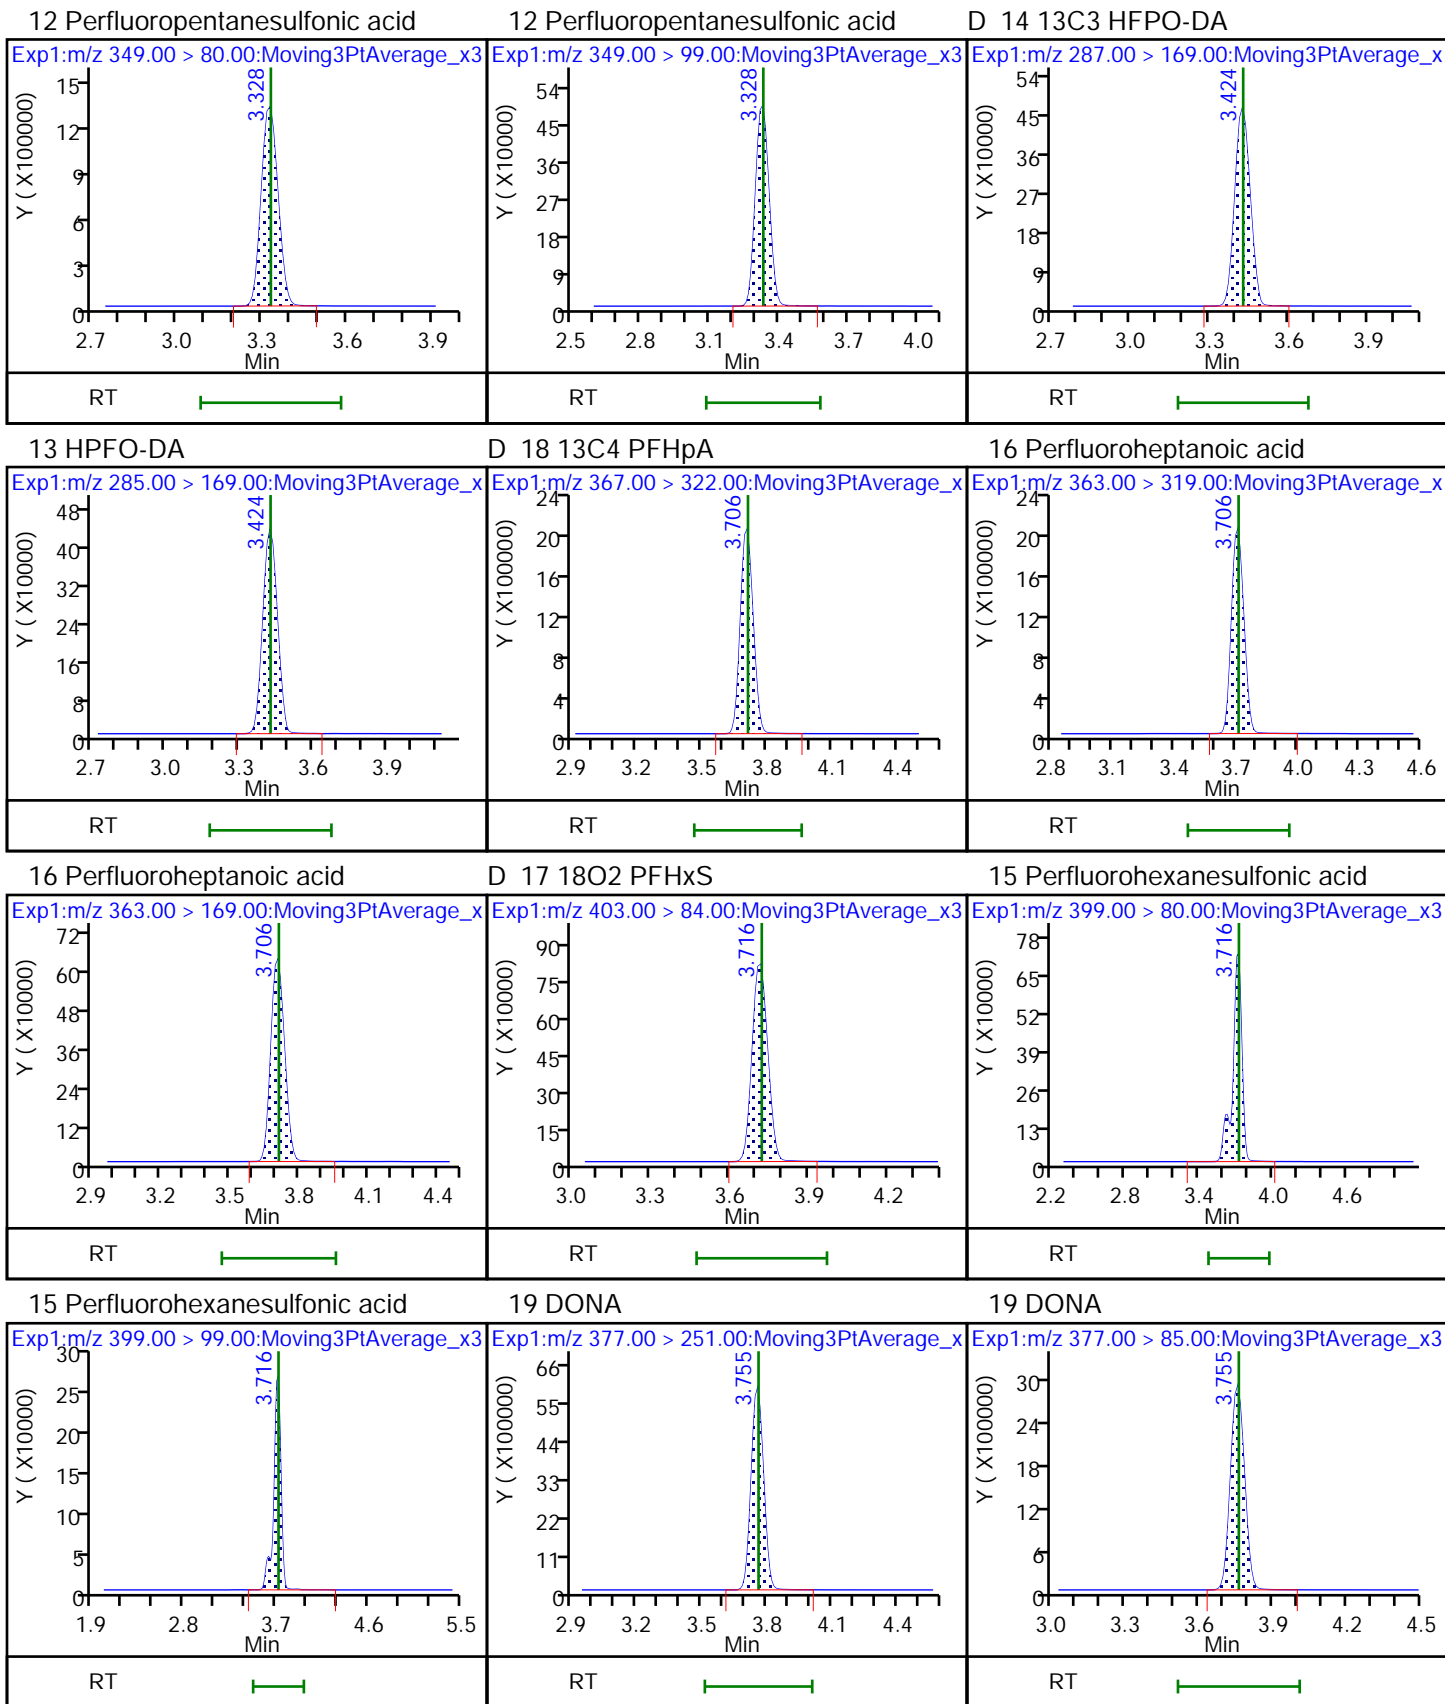 12 Perfluoropentanesulfonic acid
Exp1:m/z 349.00 > 80.00:Moving3PtAverage_x3
Y ( X10000)
15
12
9
6
3
0
3.328
2.7 3.0 3.3 3.6 3.9
Min
RT
12 Perfluoropentanesulfonic acid
Exp1:m/z 349.00 > 99.00:Moving3PtAverage_x3
Y ( X10000)
54
45
36
27
18
9
0
3.328
2.5 2.8 3.1 3.4 3.7 4.0
Min
RT
D 14 13C3 HFPO-DA
Exp1:m/z 287.00 > 169.00:Moving3PtAverage_x
Y ( X10000)
54
45
36
27
18
9
0
3.424
2.7 3.0 3.3 3.6 3.9
Min
RT
13 HPFO-DA
Exp1:m/z 285.00 > 169.00:Moving3PtAverage_x
Y ( X10000)
48
40
32
24
16
8
0
3.424
2.7 3.0 3.3 3.6 3.9
Min
RT
D 18 13C4 PFHpA
Exp1:m/z 367.00 > 322.00:Moving3PtAverage_x
Y ( X100000)
24
20
16
12
8
4
0
3.706
2.9 3.2 3.5 3.8 4.1 4.4
Min
RT
16 Perfluoroheptanoic acid
Exp1:m/z 363.00 > 319.00:Moving3PtAverage_x
Y ( X100000)
24
20
16
12
8
4
0
3.706
2.8 3.1 3.4 3.7 4.0 4.3 4.6
Min
RT
16 Perfluoroheptanoic acid
Exp1:m/z 363.00 > 169.00:Moving3PtAverage_x
Y ( X10000)
72
60
48
36
24
12
0
3.706
2.9 3.2 3.5 3.8 4.1 4.4
Min
RT
D 17 18O2 PFHxS
Exp1:m/z 403.00 > 84.00:Moving3PtAverage_x3
Y ( X10000)
90
75
60
45
30
15
0
3.716
3.0 3.3 3.6 3.9 4.2
Min
RT
15 Perfluorohexanesulfonic acid
Exp1:m/z 399.00 > 80.00:Moving3PtAverage_x3
Y ( X10000)
78
65
52
39
26
13
0
3.716
2.2 2.8 3.4 4.0 4.6
Min
RT
15 Perfluorohexanesulfonic acid
Exp1:m/z 399.00 > 99.00:Moving3PtAverage_x3
Y ( X100000)
30
25
20
15
10
5
0
3.716
1.9 2.8 3.7 4.6 5.5
Min
RT
19 DONA
Exp1:m/z 377.00 > 251.00:Moving3PtAverage_x
Y ( X100000)
66
55
44
33
22
11
0
3.755
2.9 3.2 3.5 3.8 4.1 4.4
Min
RT
19 DONA
Exp1:m/z 377.00 > 85.00:Moving3PtAverage_x3
Y ( X100000)
30
24
18
12
6
0
3.755
3.0 3.3 3.6 3.9 4.2 4.5
Min
RT